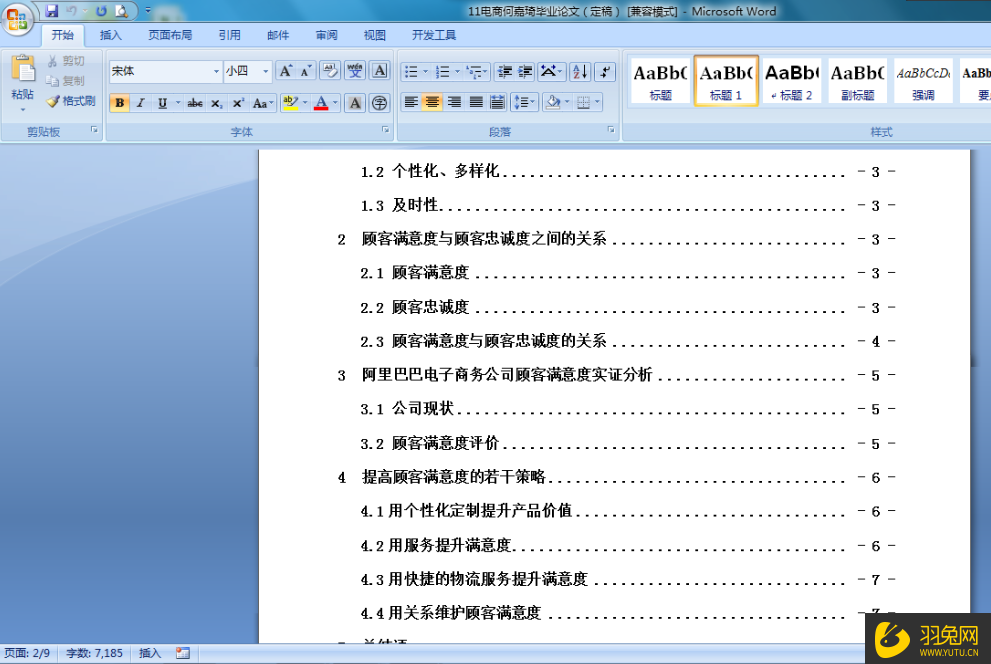 11电商何嘉琦毕业论文（定稿） [兼容模式] - Microsoft Word
开始 插入 页面布局 引用 邮件 审阅 视图 开发工具
粘贴 剪切 复制 格式刷
宋体 小四
B I U abc x₂ x² Aa
AaBb( AaBb( AaBb( AaBb( AaBbCcDi AaBb
标题 标题 1 标题 2 副标题 强调
剪贴板 字体 段落 样式
1.2 个性化、多样化...................................... - 3 -
1.3 及时性............................................. - 3 -
2 顾客满意度与顾客忠诚度之间的关系.......................... - 3 -
2.1 顾客满意度 ......................................... - 3 -
2.2 顾客忠诚度 ......................................... - 3 -
2.3 顾客满意度与顾客忠诚度的关系.......................... - 4 -
3 阿里巴巴电子商务公司顾客满意度实证分析..................... - 5 -
3.1 公司现状........................................... - 5 -
3.2 顾客满意度评价...................................... - 5 -
4 提高顾客满意度的若干策略................................. - 6 -
4.1用个性化定制提升产品价值.............................. - 6 -
4.2用服务提升满意度..................................... - 6 -
4.3用快捷的物流服务提升满意度 ............................ - 7 -
4.4用关系维护顾客满意度 ................................. - 7 -
页面: 2/9 字数: 7,185 插入
羽兔网
WWW.YUTU.CN